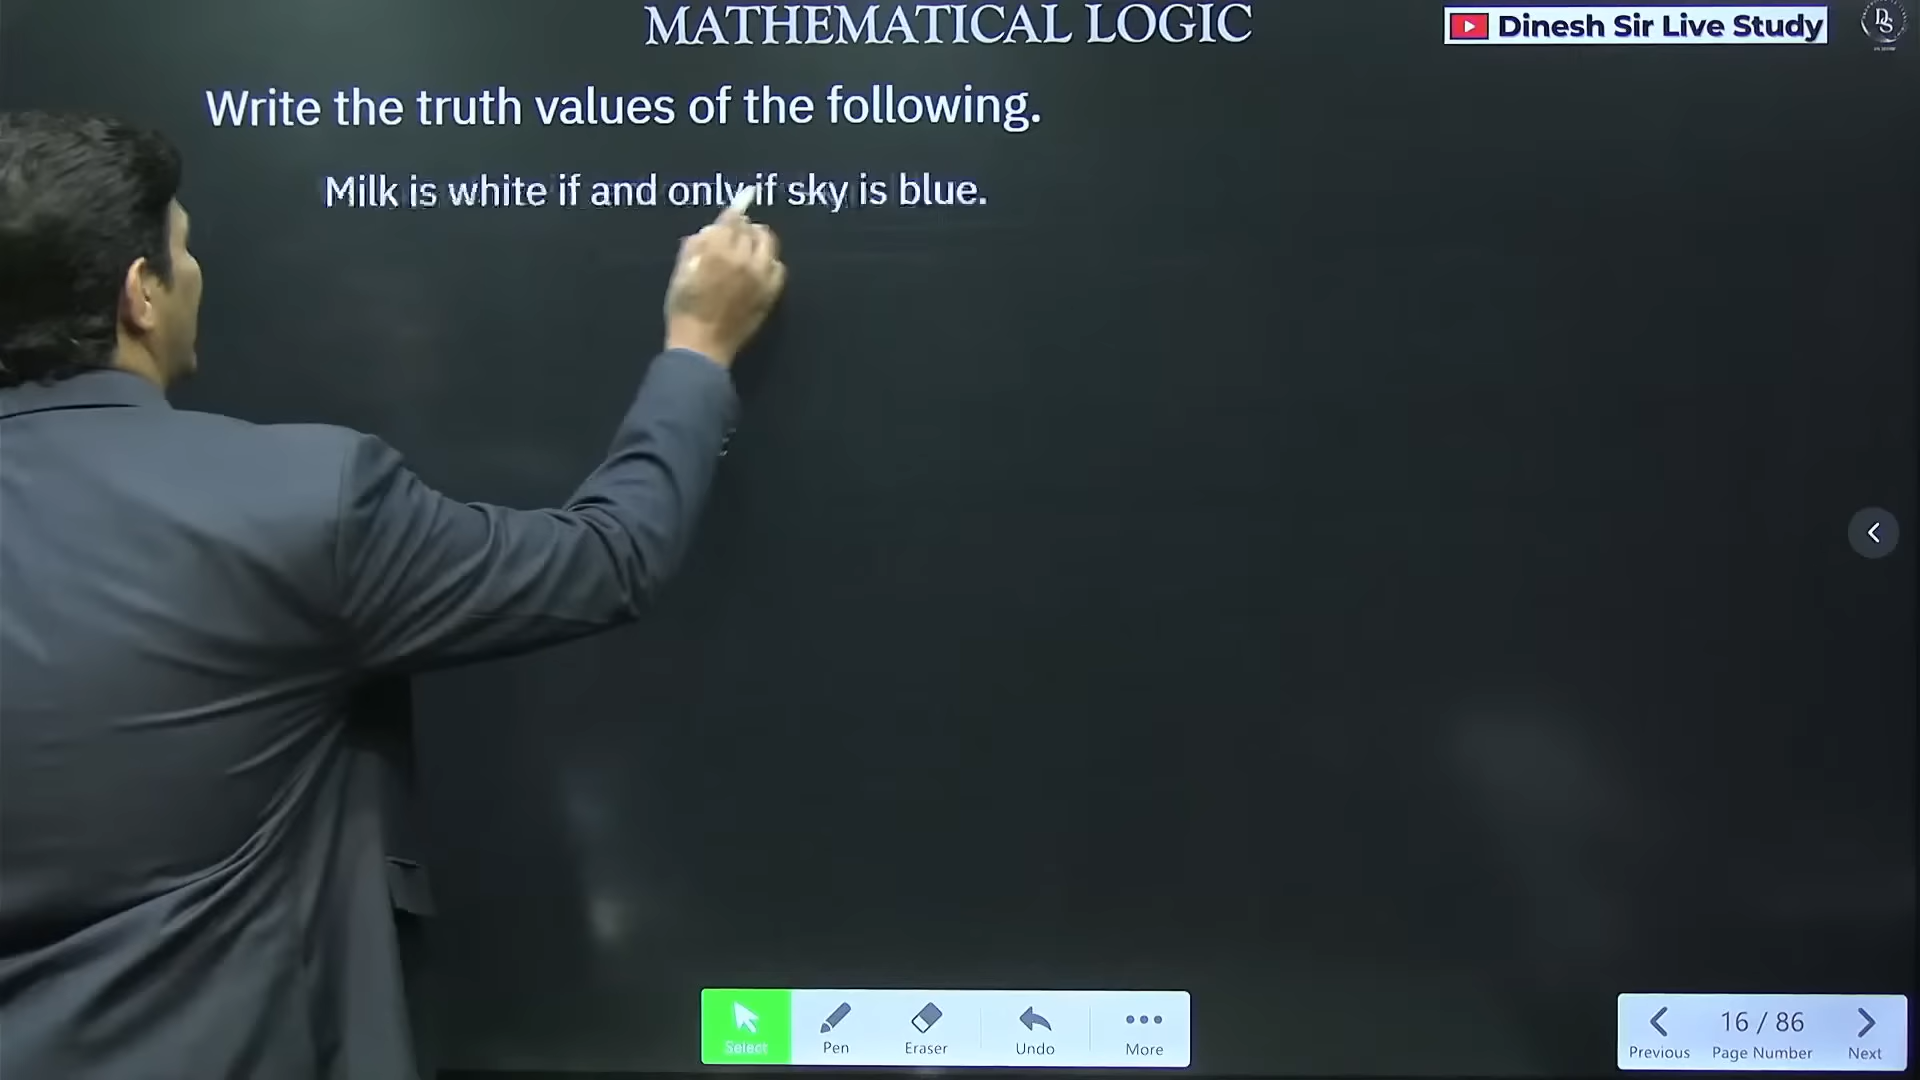 MATHEMATICAL LOGIC
Dinesh Sir Live Study
DS
Write the truth values of the following.
Milk is white if and only if sky is blue.
Select
Pen
Eraser
Undo
More
16 / 86
Previous
Page Number
Next